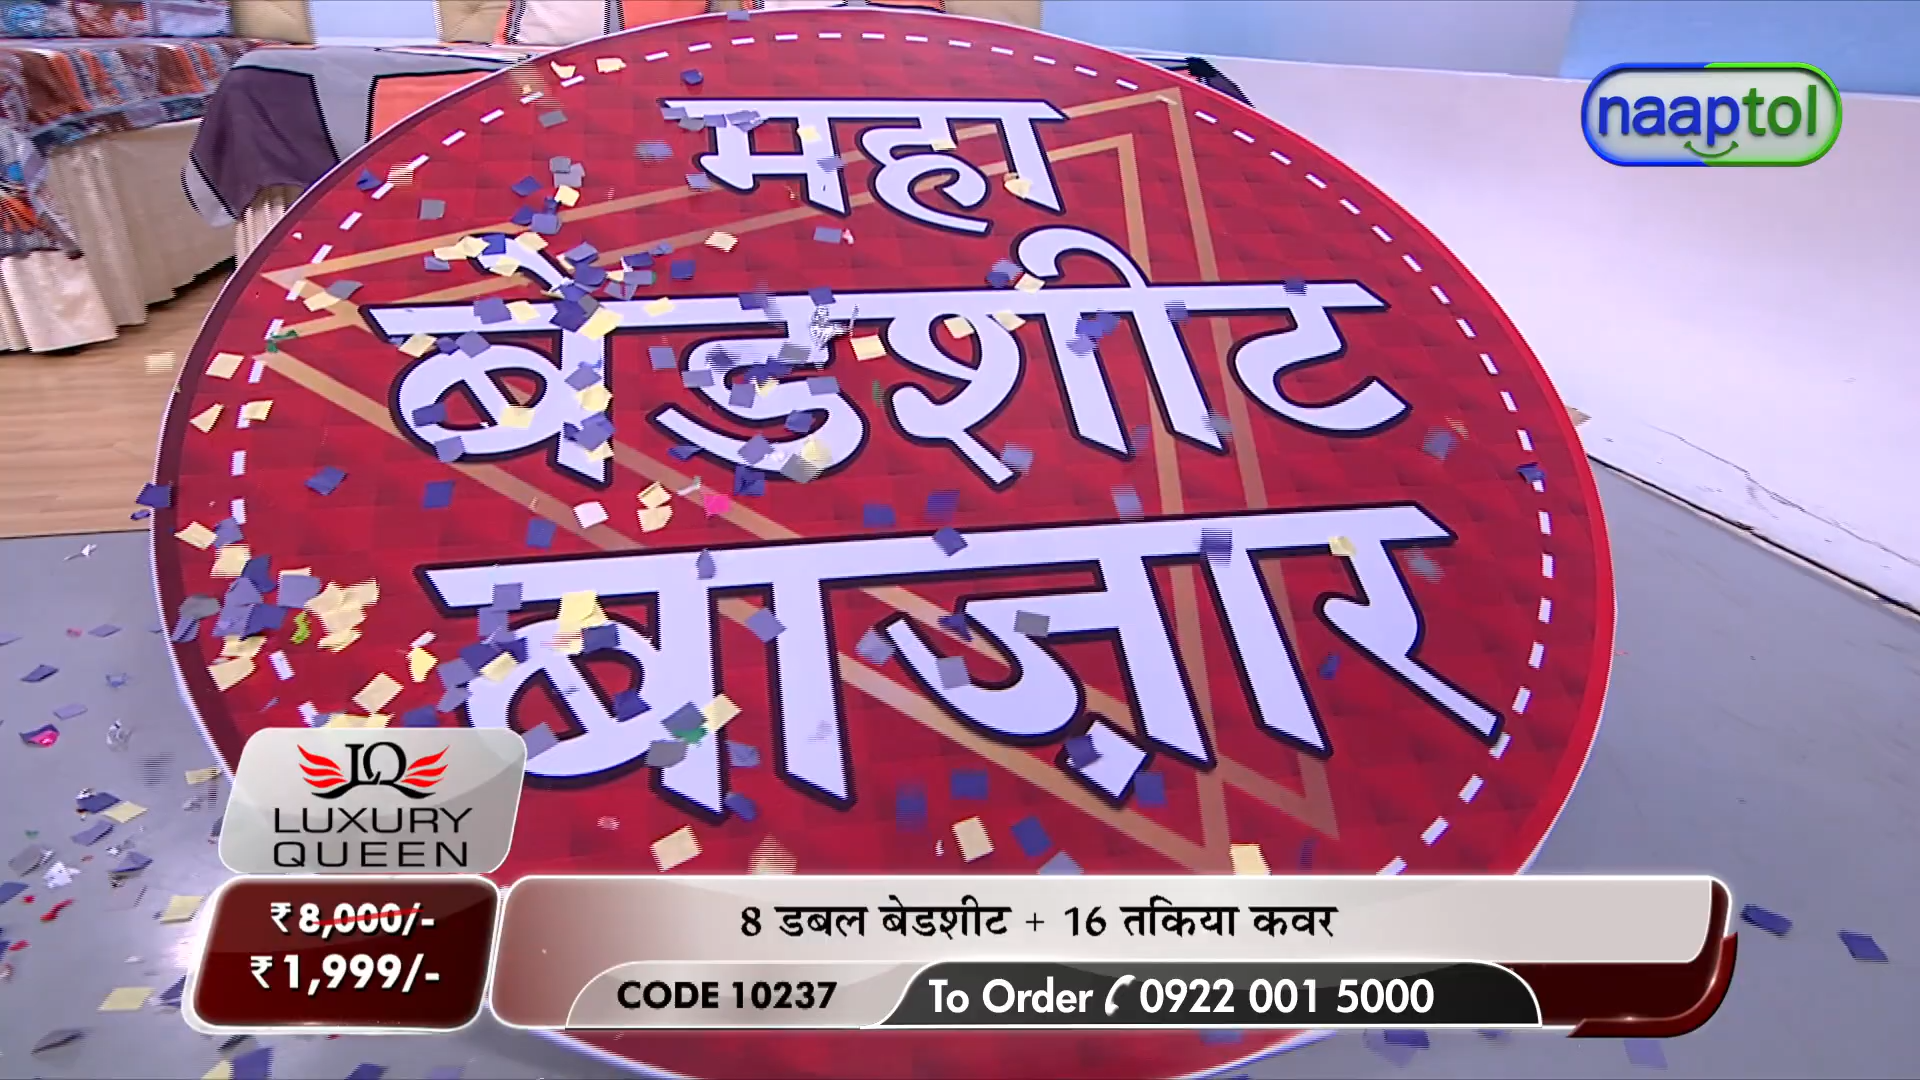 naaptol
महा
बेडशीट
बाज़ार
LQ
LUXURY
QUEEN
₹ 8,000/-
₹ 1,999/-
8 डबल बेडशीट + 16 तकिया कवर
CODE 10237
To Order 0922 001 5000